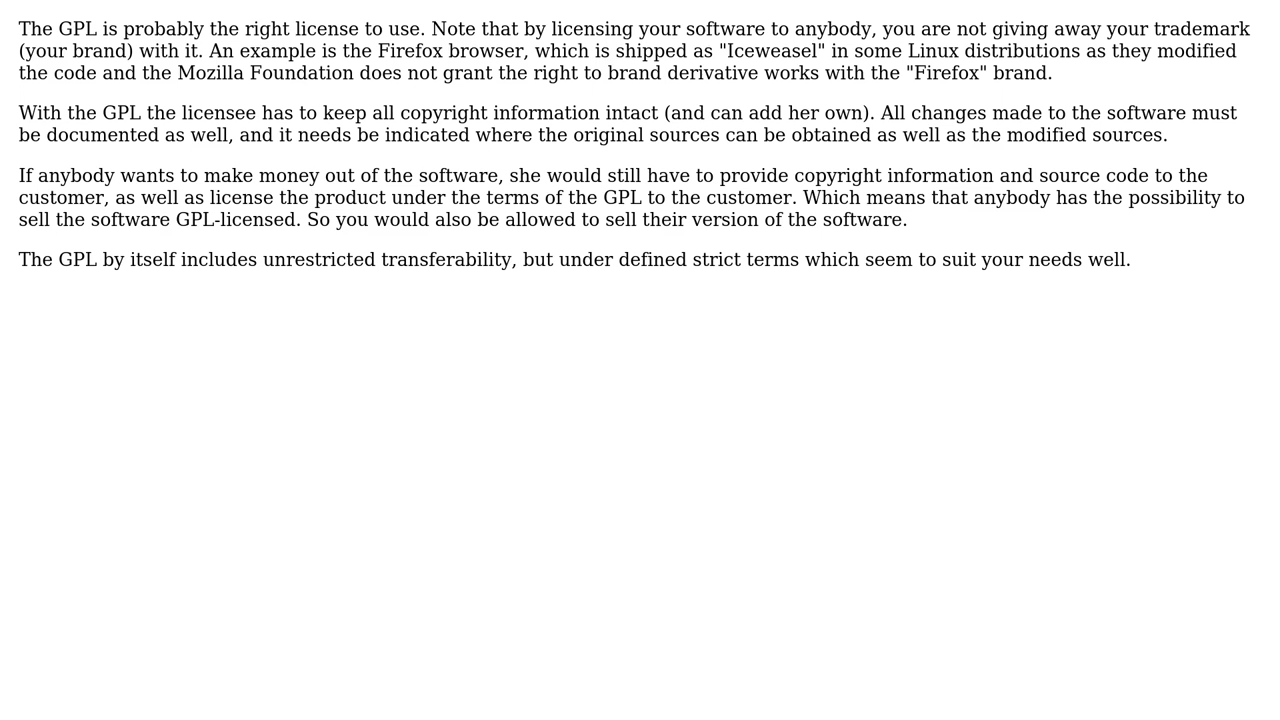 The GPL is probably the right license to use. Note that by licensing your software to anybody, you are not giving away your trademark
(your brand) with it. An example is the Firefox browser, which is shipped as "Iceweasel" in some Linux distributions as they modified
the code and the Mozilla Foundation does not grant the right to brand derivative works with the "Firefox" brand.
With the GPL the licensee has to keep all copyright information intact (and can add her own). All changes made to the software must
be documented as well, and it needs be indicated where the original sources can be obtained as well as the modified sources.
If anybody wants to make money out of the software, she would still have to provide copyright information and source code to the
customer, as well as license the product under the terms of the GPL to the customer. Which means that anybody has the possibility to
sell the software GPL-licensed. So you would also be allowed to sell their version of the software.
The GPL by itself includes unrestricted transferability, but under defined strict terms which seem to suit your needs well.